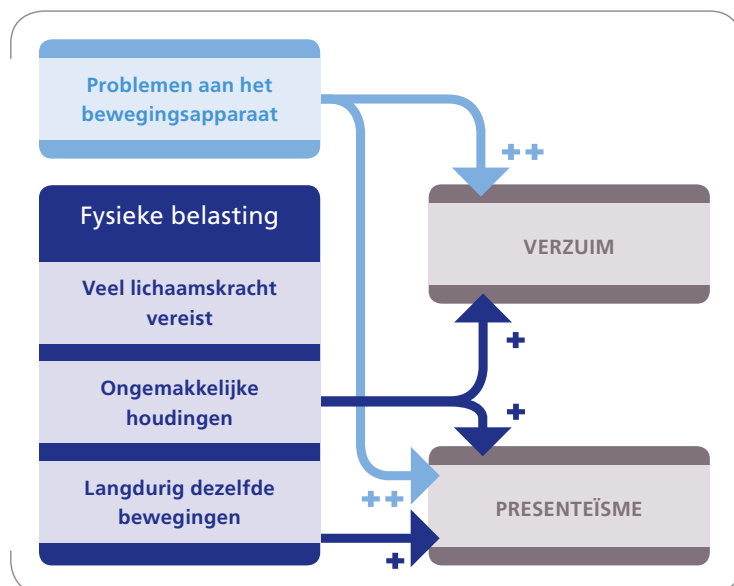 Problemen aan het
bewegingsapparaat
++
Fysieke belasting
VERZUIM
Veel lichaamskracht
vereist
+
Ongemakkelijke
houdingen
+
Langdurig dezelfde
bewegingen
++
PRESENTEÏSME
+